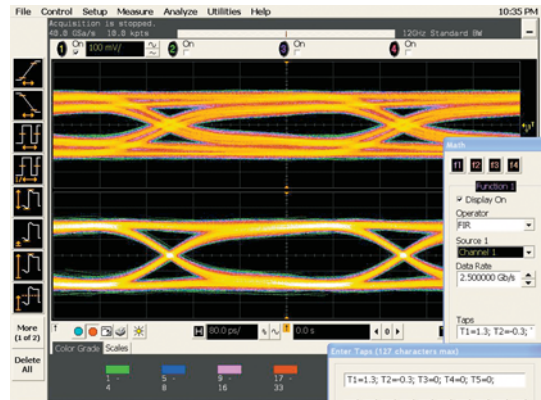 File Control Setup Measure Analyze Utilities Help 10:35 PM
Acquisition is stopped.
40.0 GSa/s 10.0 kpts 12GHz Standard BW
1 On 100 mV/ 2 On 3 On 4 On
Math
f1 f2 f3 f4
Function 1
Display On
Operator
FIR
Source 1
Channel 1
Data Rate
2.500000 Gb/s
Taps
T1=1.3; T2=-0.3; T
More
(1 of 2)
Delete
All
H 80.0 ps/ T 0.0 s 0
Color Grade Scales
1 - 4
5 - 8
9 - 16
17 - 33
Enter Taps (127 characters max)
T1=1.3; T2=-0.3; T3=0; T4=0; T5=0;